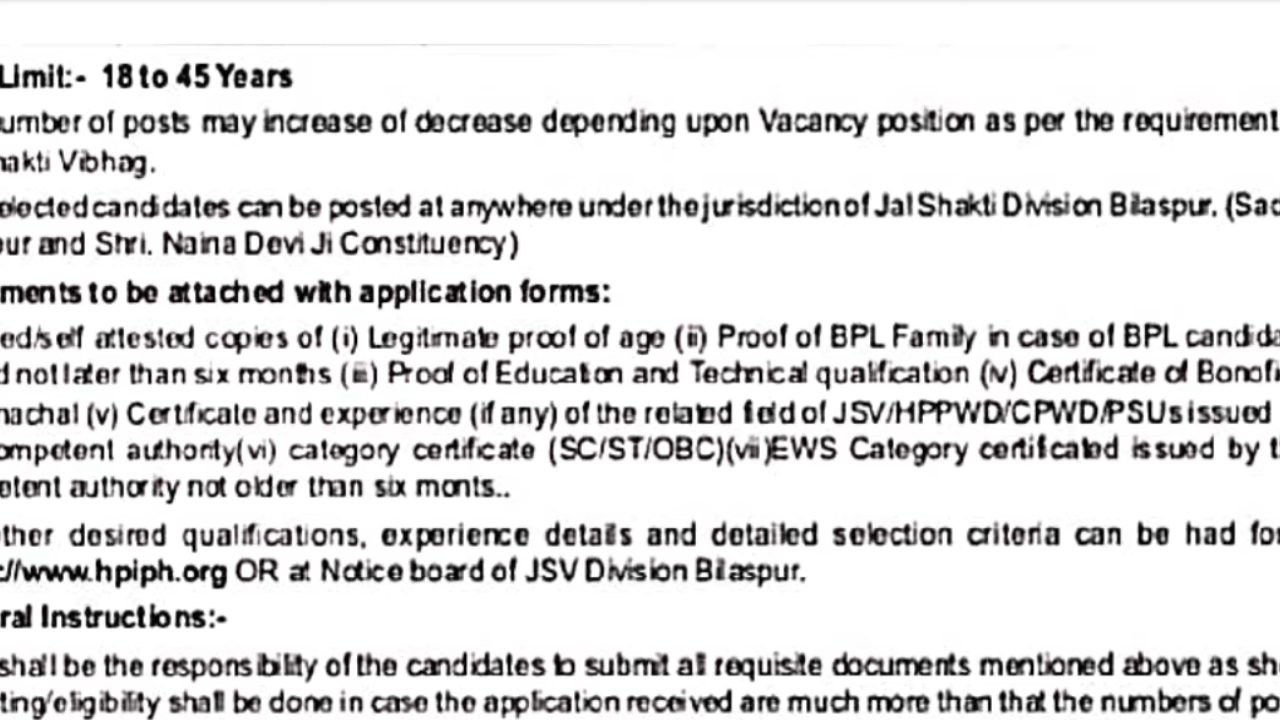 Limit:- 18 to 45 Years
umber of posts may increase of decrease depending upon Vacancy position as per the requirement
hakti Vibhag.
elected candidates can be posted at anywhere under the jurisdiction of Jal Shakti Division Bilaspur. (Sad
our and Shri. Naina Devi Ji Constituency)
ments to be attached with application forms:
ed/self attested copies of (i) Legitimate proof of age (ii) Proof of BPL Family in case of BPL candida
d not later than six months (iii) Proof of Education and Technical qualification (iv) Certificate of Bonofi
nachal (v) Certficate and experience (if any) of the related field of JSV/HPPWD/CPWD/PSUs issued
ompetent authority(vi) category certificate (SC/ST/OBC)(vii)EWS Category certificated issued by t
etent authority not older than six monts..
ther desired qualifications, experience details and detailed selection criteria can be had for
://www.hpiph.org OR at Notice board of JSV Division Bilaspur.
ral Instructions:-
shall be the responsibility of the candidates to submit all requisite documents mentioned above as sho
ting/eligibility shall be done in case the application received are much more than that the numbers of po